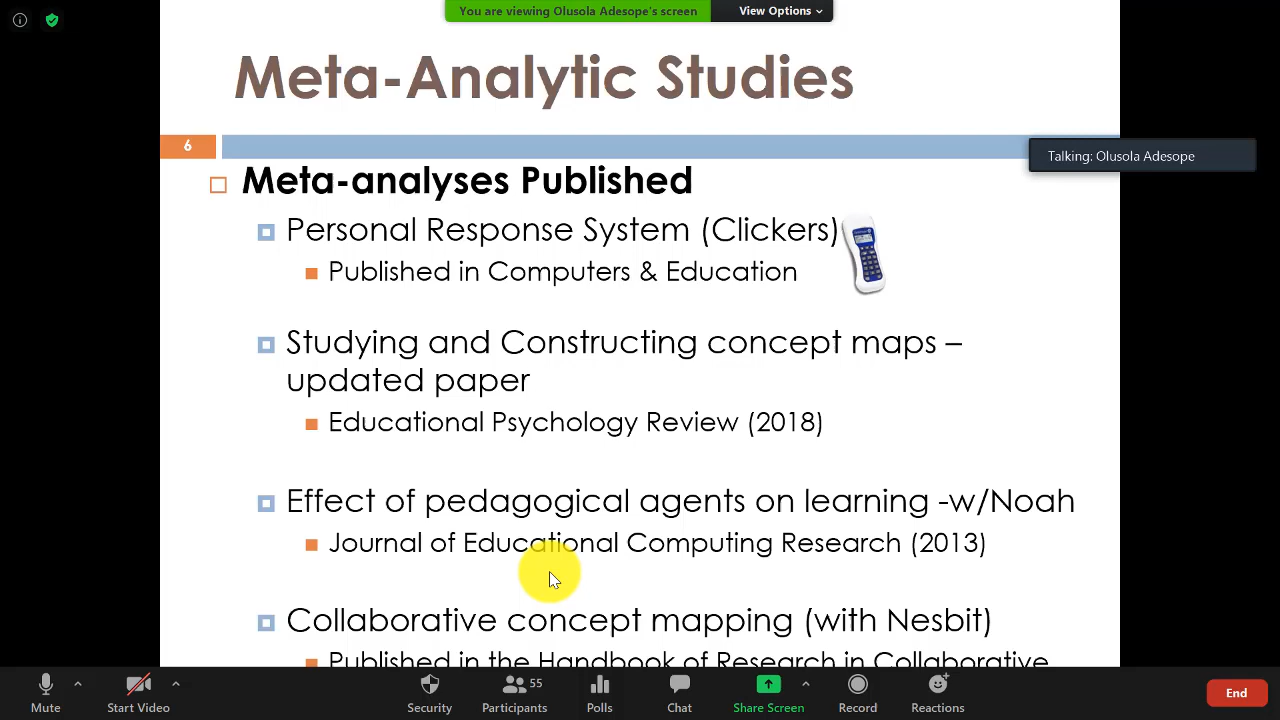 You are viewing Olusola Adesope's screen
View Options
Meta-Analytic Studies
6
Talking: Olusola Adesope
Meta-analyses Published
Personal Response System (Clickers)
Published in Computers & Education
Studying and Constructing concept maps –
updated paper
Educational Psychology Review (2018)
Effect of pedagogical agents on learning -w/Noah
Journal of Educational Computing Research (2013)
Collaborative concept mapping (with Nesbit)
Published in the Handbook of Research in Collaborative
Mute
Start Video
Security
55
Participants
Polls
Chat
Share Screen
Record
Reactions
End